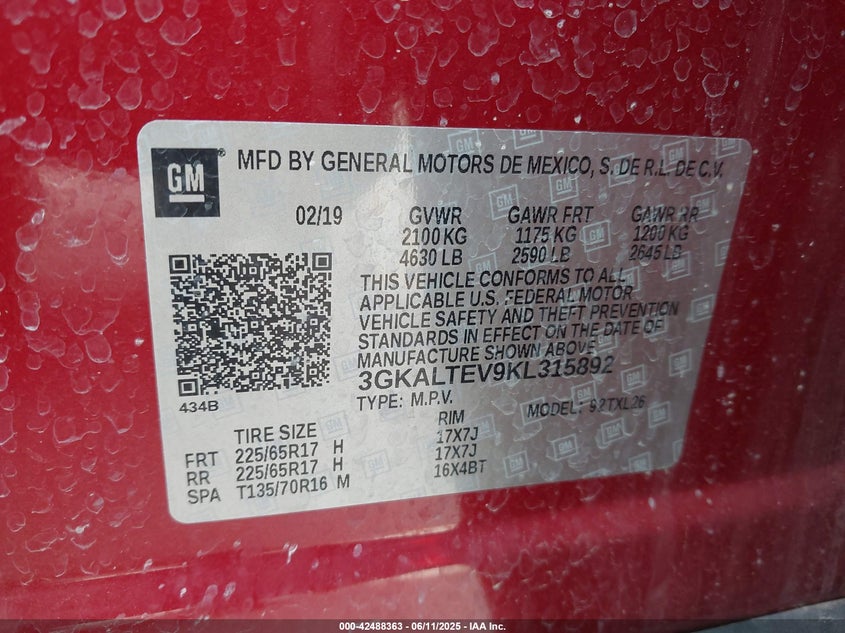 GM
MFD BY GENERAL MOTORS DE MEXICO, S. DE R.L. DE C.V.
02/19 GVWR GAWR FRT GAWR RR
2100 KG 1175 KG 1200 KG
4630 LB 2590 LB 2645 LB
THIS VEHICLE CONFORMS TO ALL
APPLICABLE U.S. FEDERAL MOTOR
VEHICLE SAFETY AND THEFT PREVENTION
STANDARDS IN EFFECT ON THE DATE OF
MANUFACTURE SHOWN ABOVE
3GKALTEV9KL315892
434B
TYPE: M.P.V. MODEL: 92TXL26
TIRE SIZE RIM
FRT 225/65R17 H 17X7J
RR 225/65R17 H 17X7J
SPA T135/70R16 M 16X4BT
000-42488363 - 06/11/2025 - IAA Inc.